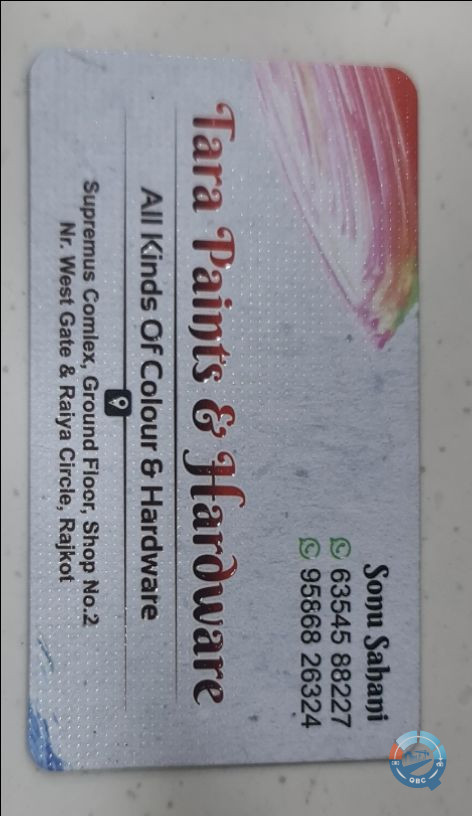 Sonu Sahani
63545 88227
95868 26324
Tara Paints & Hardware
All Kinds Of Colour & Hardware
Supremus Comlex, Ground Floor, Shop No.2
Nr. West Gate & Raiya Circle, Rajkot
OBC